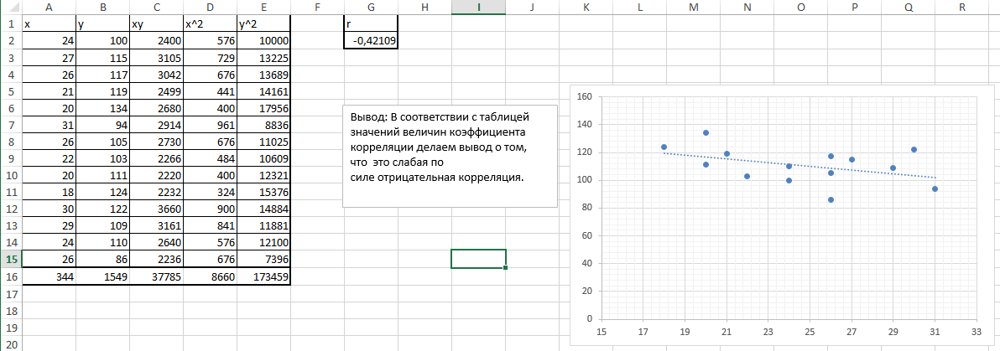 A B C D E F G H I J K L M N O P Q R
1 x y xy x^2 y^2 r
2 24 100 2400 576 10000 -0,42109
3 27 115 3105 729 13225
4 26 117 3042 676 13689
5 21 119 2499 441 14161
6 20 134 2680 400 17956
7 31 94 2914 961 8836
8 26 105 2730 676 11025
9 22 103 2266 484 10609
10 20 111 2220 400 12321
11 18 124 2232 324 15376
12 30 122 3660 900 14884
13 29 109 3161 841 11881
14 24 110 2640 576 12100
15 26 86 2236 676 7396
16 344 1549 37785 8660 173459
17
18
19
20
Вывод: В соответствии с таблицей
значений величин коэффициента
корреляции делаем вывод о том,
что это слабая по
силе отрицательная корреляция.
160
140
120
100
80
60
40
20
0
15 17 19 21 23 25 27 29 31 33